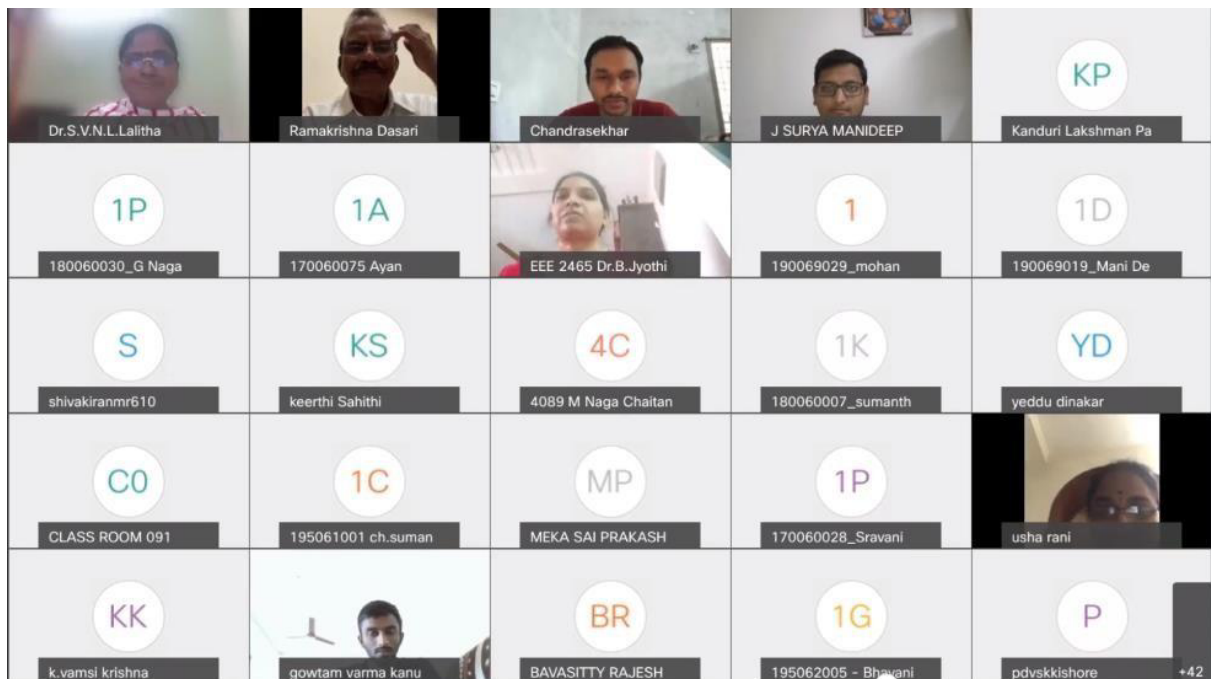 Dr.S.V.N.L.Lalitha
Ramakrishna Dasari
Chandrasekhar
J SURYA MANIDEEP
KP
Kanduri Lakshman Pa
1P
180060030_G Naga
1A
170060075 Ayan
EEE 2465 Dr.B.Jyothi
1
190069029_mohan
1D
190069019_Mani De
S
shivakiranmr610
KS
keerthi Sahithi
4C
4089 M Naga Chaitan
1K
180060007_sumanth
YD
yeddu dinakar
C0
CLASS ROOM 091
1C
195061001 ch.suman
MP
MEKA SAI PRAKASH
1P
170060028_Sravani
usha rani
KK
k.vamsi krishna
gowtam varma kanu
BR
BAVASITTY RAJESH
1G
195062005 - Bhavani
P
pdvskkishore
+42